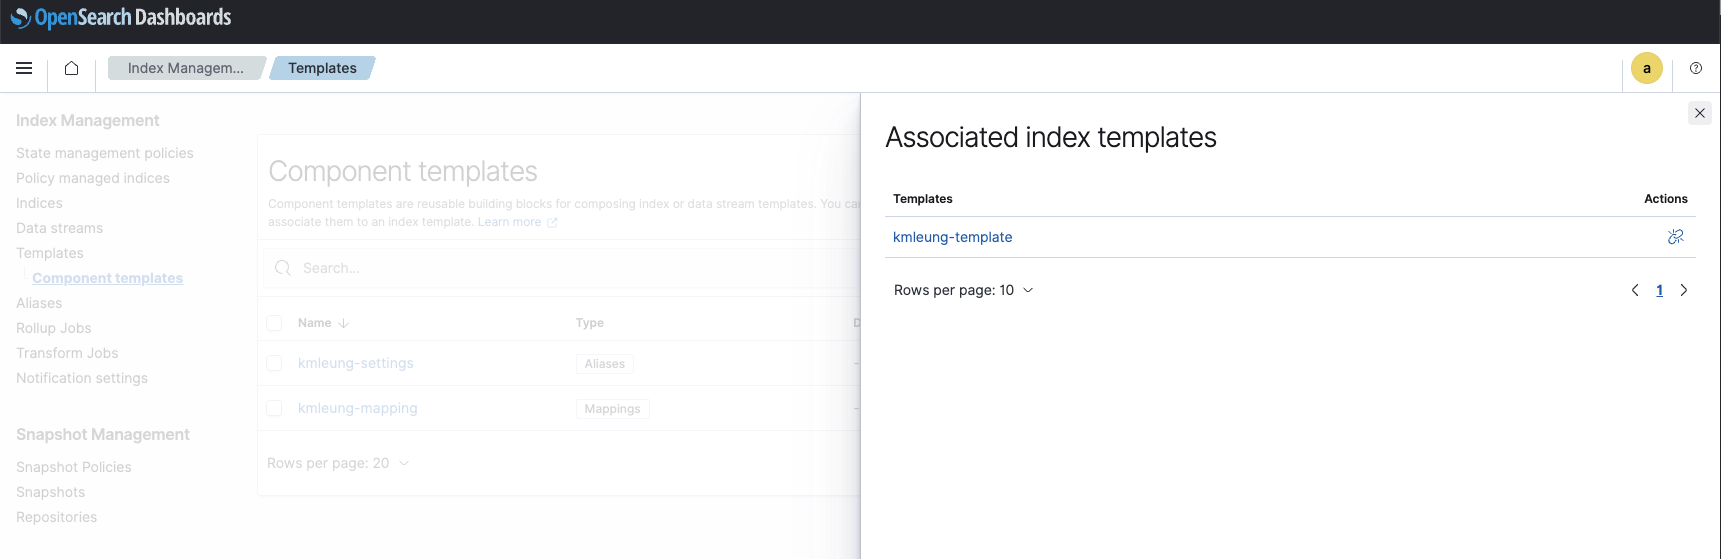 OpenSearch Dashboards
Index Managem...
Templates
a
Index Management
State management policies
Policy managed indices
Indices
Data streams
Templates
Component templates
Aliases
Rollup Jobs
Transform Jobs
Notification settings
Snapshot Management
Snapshot Policies
Snapshots
Repositories
Component templates
Component templates are reusable building blocks for composing index or data stream templates. You can
associate them to an index template. Learn more
Search...
Name
Type
D
kmleung-settings
Aliases
-
kmleung-mapping
Mappings
-
Rows per page: 20
Associated index templates
Templates
Actions
kmleung-template
Rows per page: 10
1